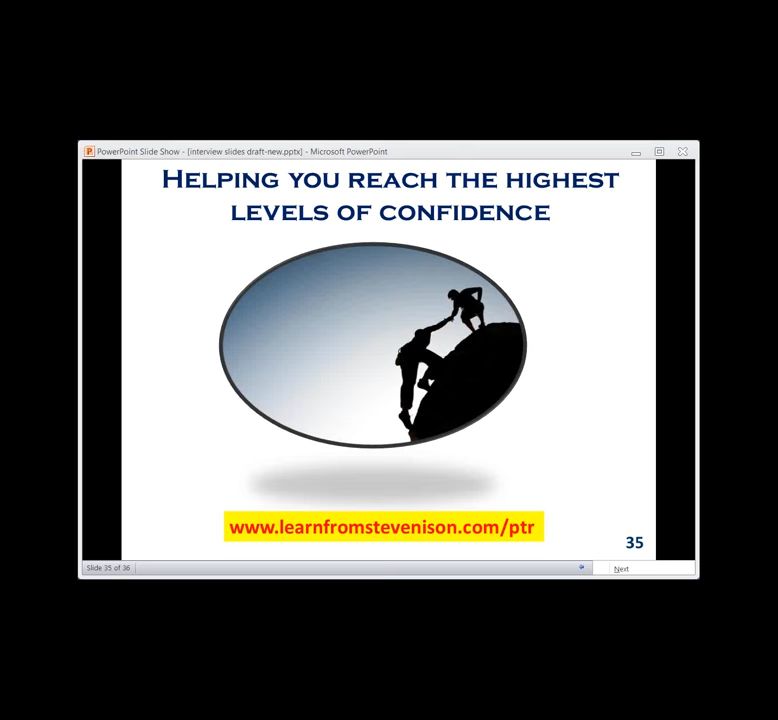 PowerPoint Slide Show - [interview slides draft-new.pptx] - Microsoft PowerPoint
Helping you reach the highest
levels of confidence
www.learnfromstevenison.com/ptr
35
Slide 35 of 36
Next